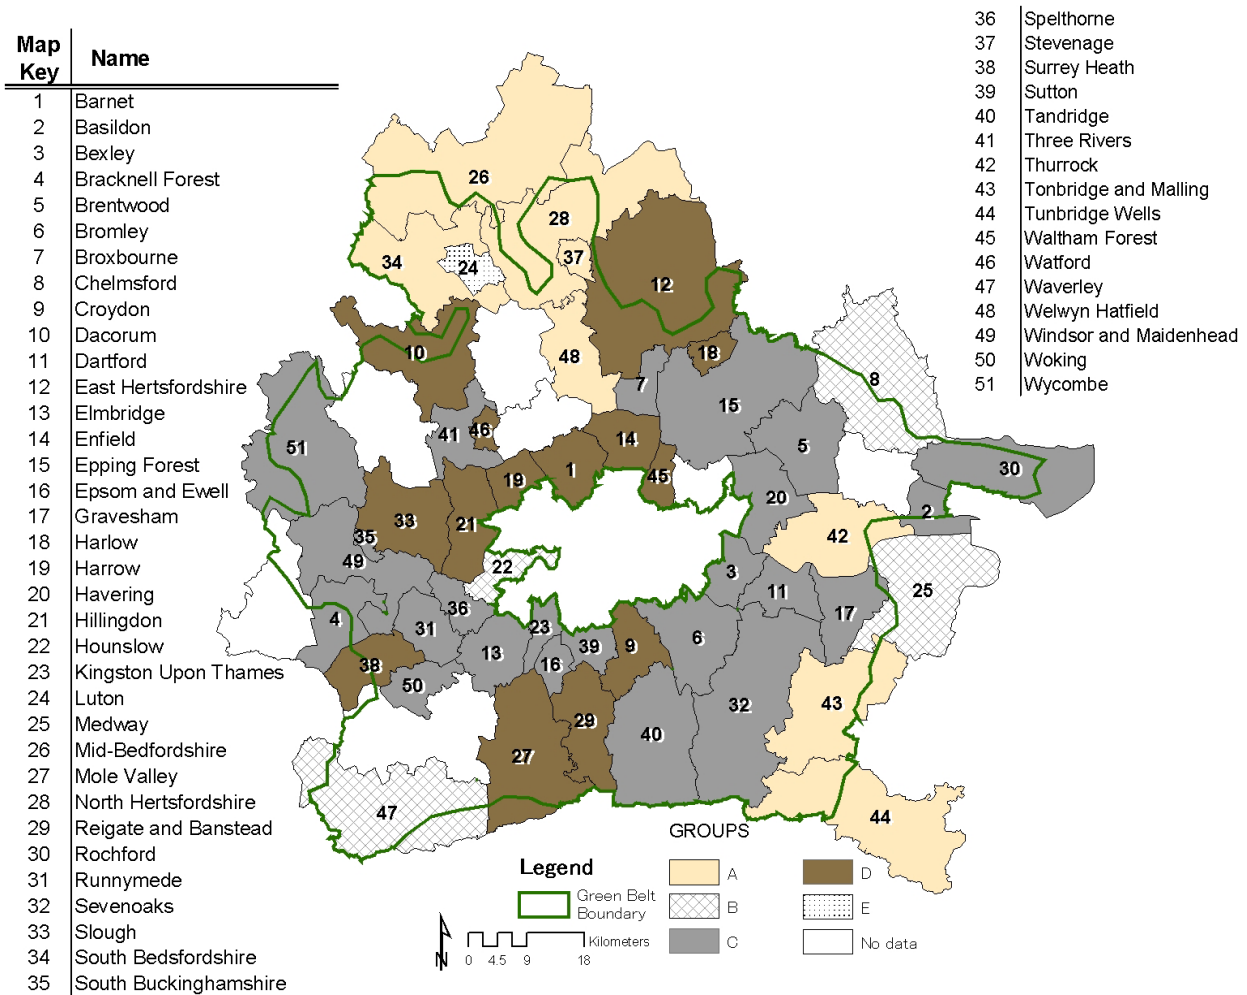 Map Key Name
1 Barnet
2 Basildon
3 Bexley
4 Bracknell Forest
5 Brentwood
6 Bromley
7 Broxbourne
8 Chelmsford
9 Croydon
10 Dacorum
11 Dartford
12 East Hertsfordshire
13 Elmbridge
14 Enfield
15 Epping Forest
16 Epsom and Ewell
17 Gravesham
18 Harlow
19 Harrow
20 Havering
21 Hillingdon
22 Hounslow
23 Kingston Upon Thames
24 Luton
25 Medway
26 Mid-Bedfordshire
27 Mole Valley
28 North Hertsfordshire
29 Reigate and Banstead
30 Rochford
31 Runnymede
32 Sevenoaks
33 Slough
34 South Bedsfordshire
35 South Buckinghamshire
36 Spelthorne
37 Stevenage
38 Surrey Heath
39 Sutton
40 Tandridge
41 Three Rivers
42 Thurrock
43 Tonbridge and Malling
44 Tunbridge Wells
45 Waltham Forest
46 Watford
47 Waverley
48 Welwyn Hatfield
49 Windsor and Maidenhead
50 Woking
51 Wycombe
26
28
34
24
37
12
10
18
48
7
8
15
51
41
46
14
5
1
45
30
19
20
2
33
21
35
42
49
22
3
11
25
36
4
31
23
17
13
39
9
6
16
38
50
43
32
29
40
27
47
44
Legend
Green Belt
Boundary
N
Kilometers
0 4.5 9 18
GROUPS
A
B
C
D
E
No data